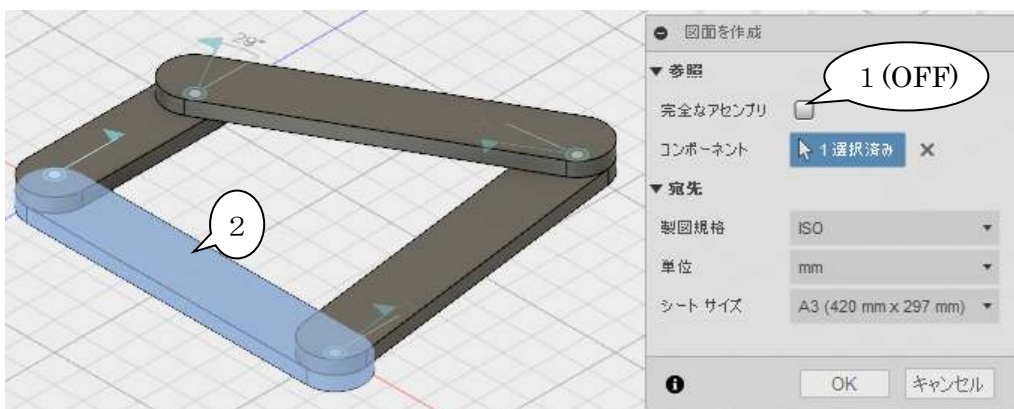 29°
2
図面を作成
▼ 参照
1 (OFF)
完全なアセンブリ
コンポーネント 1 選択済み ×
▼ 宛先
製図規格 ISO
単位 mm
シート サイズ A3 (420 mm x 297 mm)
OK キャンセル